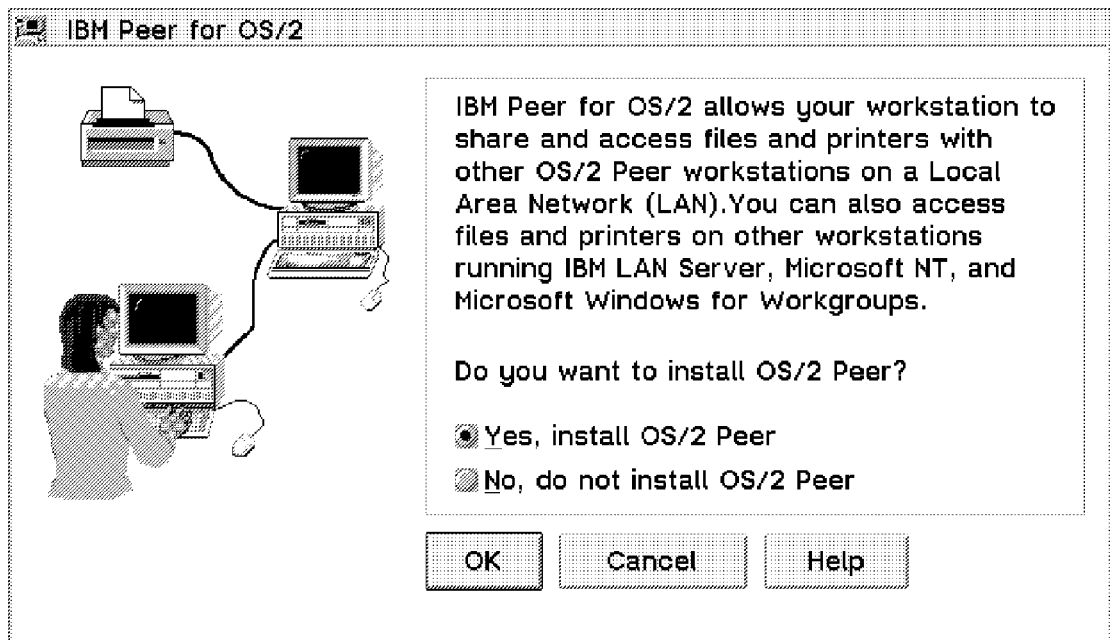 IBM Peer for OS/2
IBM Peer for OS/2 allows your workstation to
share and access files and printers with
other OS/2 Peer workstations on a Local
Area Network (LAN).You can also access
files and printers on other workstations
running IBM LAN Server, Microsoft NT, and
Microsoft Windows for Workgroups.
Do you want to install OS/2 Peer?
Yes, install OS/2 Peer
No, do not install OS/2 Peer
OK Cancel Help